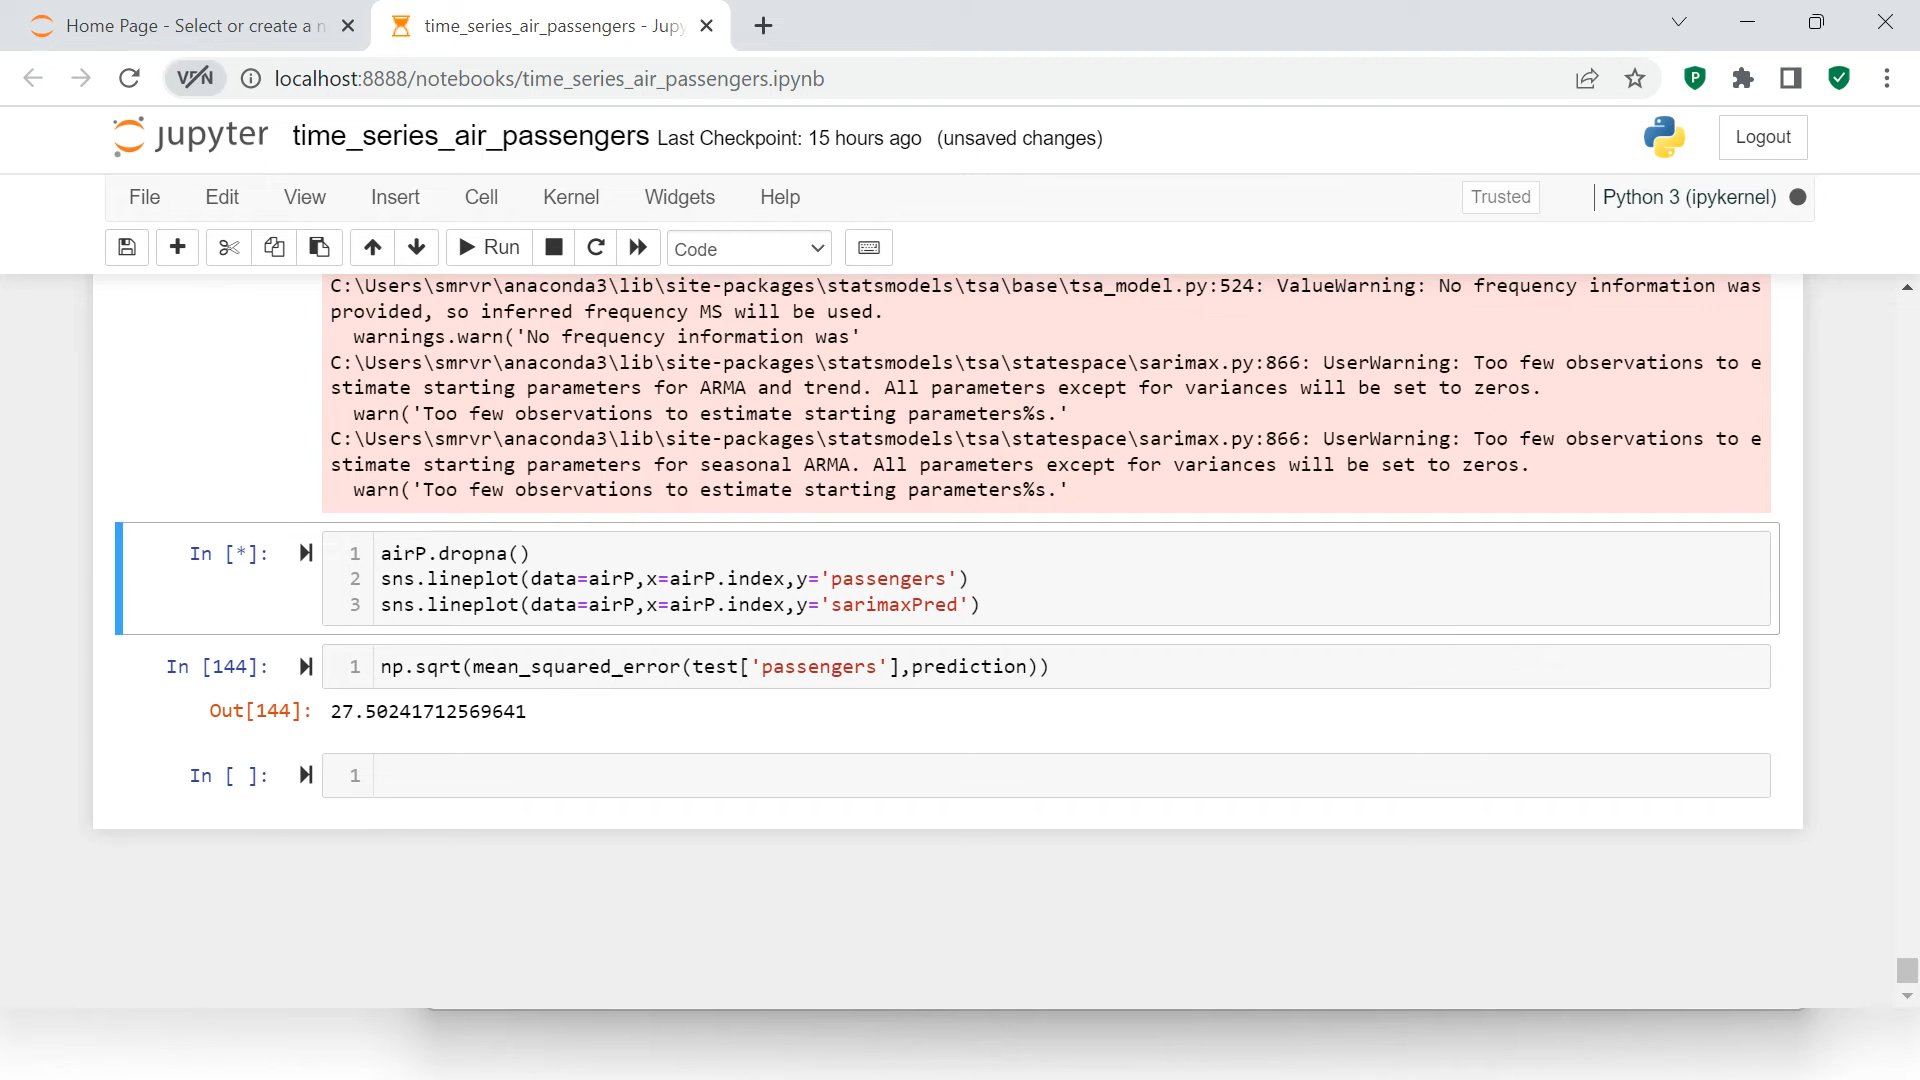 Home Page - Select or create a n
time_series_air_passengers - Jupy
VPN
localhost:8888/notebooks/time_series_air_passengers.ipynb
P
jupyter time_series_air_passengers Last Checkpoint: 15 hours ago (unsaved changes)
Logout
File Edit View Insert Cell Kernel Widgets Help
Trusted
Python 3 (ipykernel)
Run
Code
C:\Users\smrvr\anaconda3\lib\site-packages\statsmodels\tsa\base\tsa_model.py:524: ValueWarning: No frequency information was
provided, so inferred frequency MS will be used.
warnings.warn('No frequency information was'
C:\Users\smrvr\anaconda3\lib\site-packages\statsmodels\tsa\statespace\sarimax.py:866: UserWarning: Too few observations to e
stimate starting parameters for ARMA and trend. All parameters except for variances will be set to zeros.
warn('Too few observations to estimate starting parameters%s.'
C:\Users\smrvr\anaconda3\lib\site-packages\statsmodels\tsa\statespace\sarimax.py:866: UserWarning: Too few observations to e
stimate starting parameters for seasonal ARMA. All parameters except for variances will be set to zeros.
warn('Too few observations to estimate starting parameters%s.'
In [*]: 1 airP.dropna()
2 sns.lineplot(data=airP,x=airP.index,y='passengers')
3 sns.lineplot(data=airP,x=airP.index,y='sarimaxPred')
In [144]: 1 np.sqrt(mean_squared_error(test['passengers'],prediction))
Out[144]: 27.50241712569641
In [ ]: 1